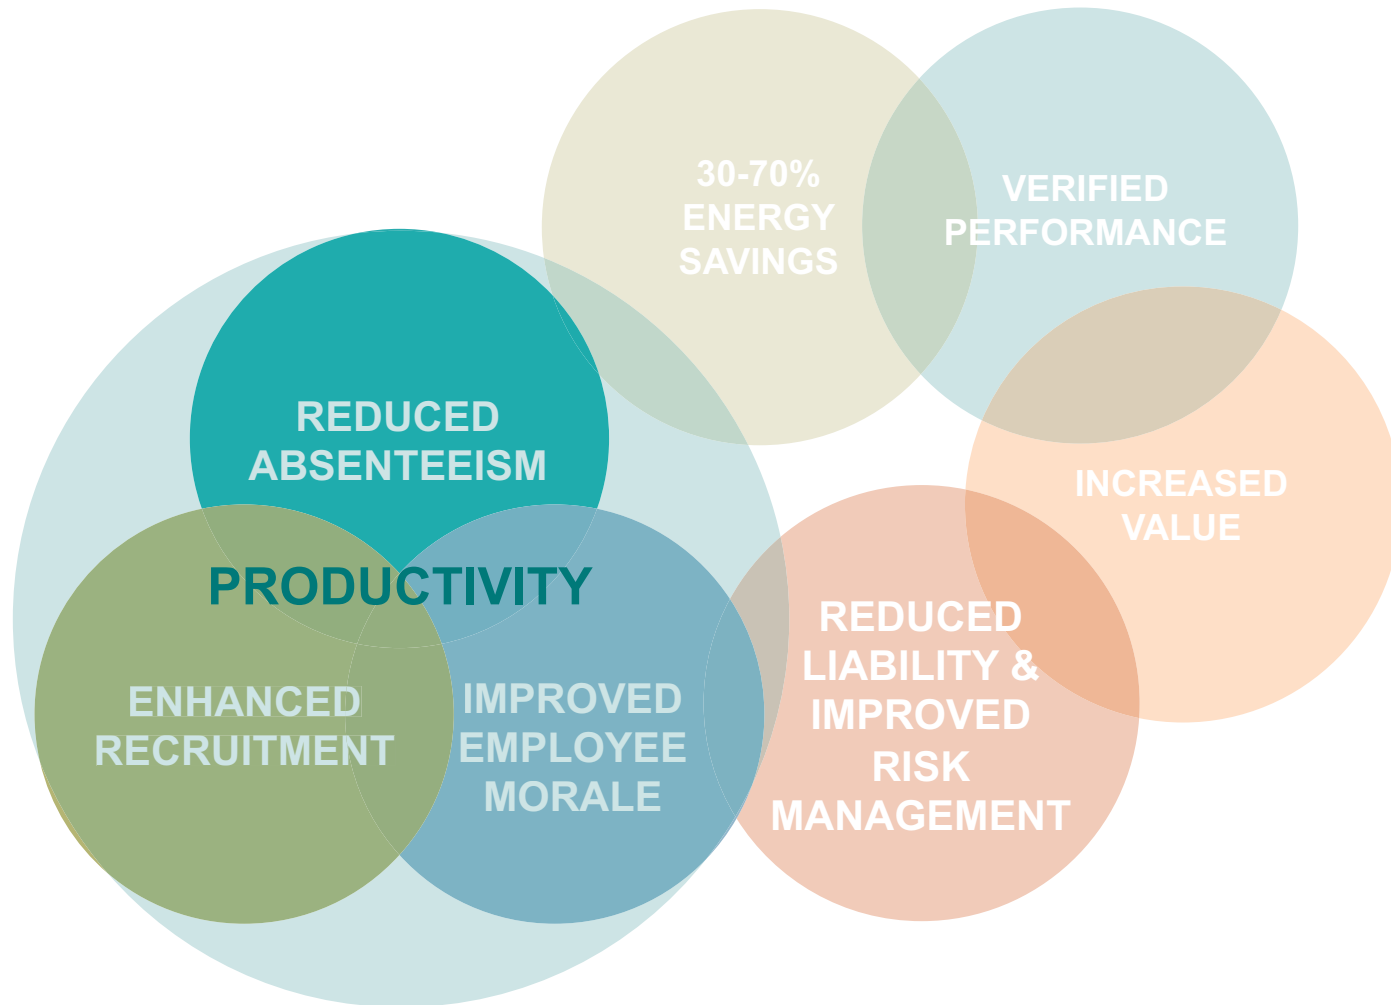 30-70%
ENERGY
SAVINGS
VERIFIED
PERFORMANCE
REDUCED
ABSENTEEISM
INCREASED
VALUE
PRODUCTIVITY
ENHANCED
RECRUITMENT
IMPROVED
EMPLOYEE
MORALE
REDUCED
LIABILITY &
IMPROVED
RISK
MANAGEMENT